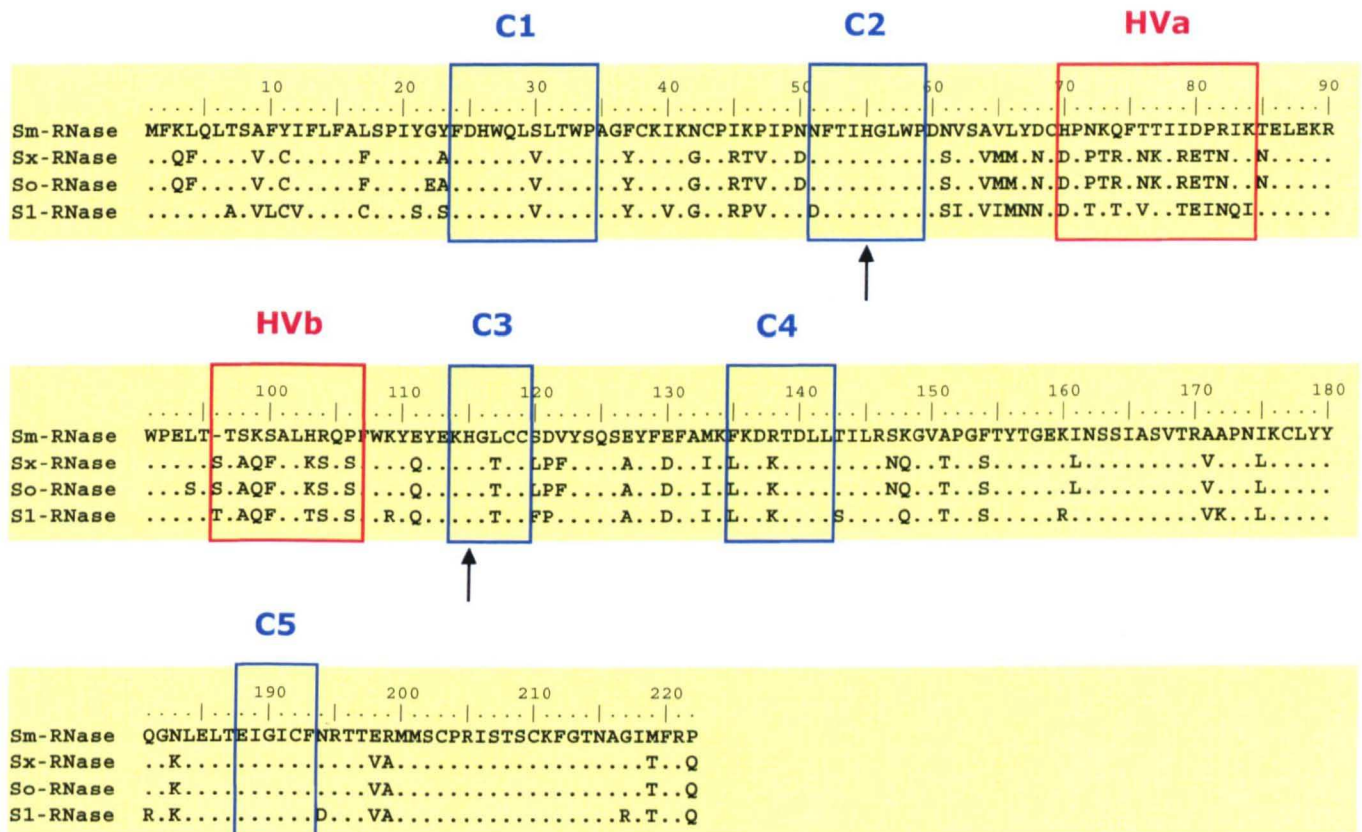 C1 C2 HVa
10 20 30 40 50 60 70 80 90
Sm-RNase MFKLQLTSAFYIFLFALSPIYGYFDHWQLSLTWPAGFCKIKNCPIKPIPNNFTIHGLWPDNVSAVLYDCHPNKQFTTIIDPRIKTELEKR
Sx-RNase ..QF....V.C.....F.....A......V......Y....G..RTV..D..........S..VMM.N.D.PTR.NK.RETN..N.....
So-RNase ..QF....V.C.....F....EA......V......Y....G..RTV..D..........S..VMM.N.D.PTR.NK.RETN..N.....
S1-RNase ......A.VLCV....C...S.S......V......Y..K.G..RPV...D.........SI.VIMNN.D.T.T.V..TEINQI......
HVb C3 C4
100 110 120 130 140 150 160 170 180
Sm-RNase WPELT-TSKSALHRQPFWKYEYEKHGLCCSDVYSQSEYFEFAMKFKDRTDLLTILRSKGVAPGFTYTGEKINSSIASVTRAAPNIKCLYY
Sx-RNase .....S.AQF..KS.S....Q.....T..LPF....A..D...I.L..K........NQ..T..S......L.........V...L.....
So-RNase ...S.S.AQF..KS.S....Q.....T..LPF....A..D...I.L..K........NQ..T..S......L.........V...L.....
S1-RNase .....T.AQF..TS.S..R.Q.....T..FP.....A..D...I.L..K....S....Q..T..S.....R..........VK..L.....
C5
190 200 210 220
Sm-RNase QGNLELTEIGICFNRTTERMMSCPRISTSCKFGTNAGIMFRP
Sx-RNase ..K..............VA...................T..Q
So-RNase ..K..............VA...................T..Q
S1-RNase R.K..........D...VA.................R.T..Q